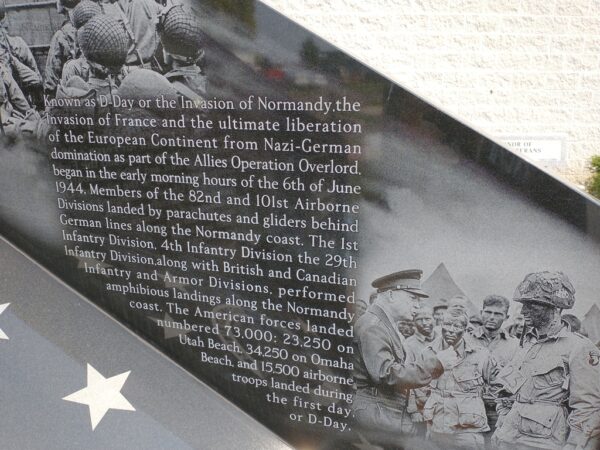 Known as D-Day or the Invasion of Normandy,the
Invasion of France and the ultimate liberation
of the European Continent from Nazi-German
domination as part of the Allies Operation Overlord,
began in the early morning hours of the 6th of June
1944, Members of the 82nd and 101st Airborne
Divisions landed by parachutes and gliders behind
German lines along the Normandy coast. The 1st
Infantry Division, 4th Infantry Division the 29th
Infantry Division,along with British and Canadian
Infantry and Armor Divisions, performed
amphibious landings along the Normandy
coast. The American forces landed
numbered 73,000: 23,250 on
Utah Beach, 34,250 on Omaha
Beach, and 15,500 airborne
troops landed during
the first day,
or D-Day.